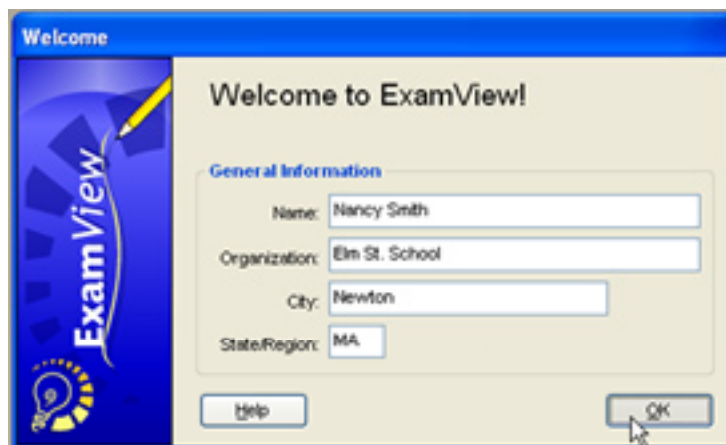 Welcome
Welcome to ExamView!
ExamView
General Information
Name: Nancy Smith
Organization: Elm St. School
City: Newton
State/Region: MA
Help OK